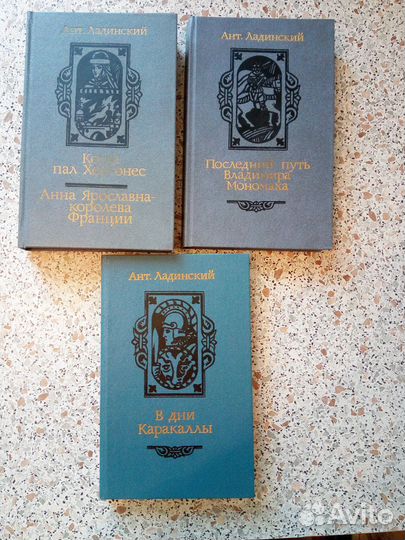 Ант. Ладинский
Когда
пал Херсонес
Анна Ярославна-
королева
Франции
Ант. Ладинский
Последний путь
Владимира
Мономаха
Ант. Ладинский
В дни
Каракаллы
Avito